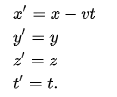 x′ = x − vt
y′ = y
z′ = z
t′ = t.